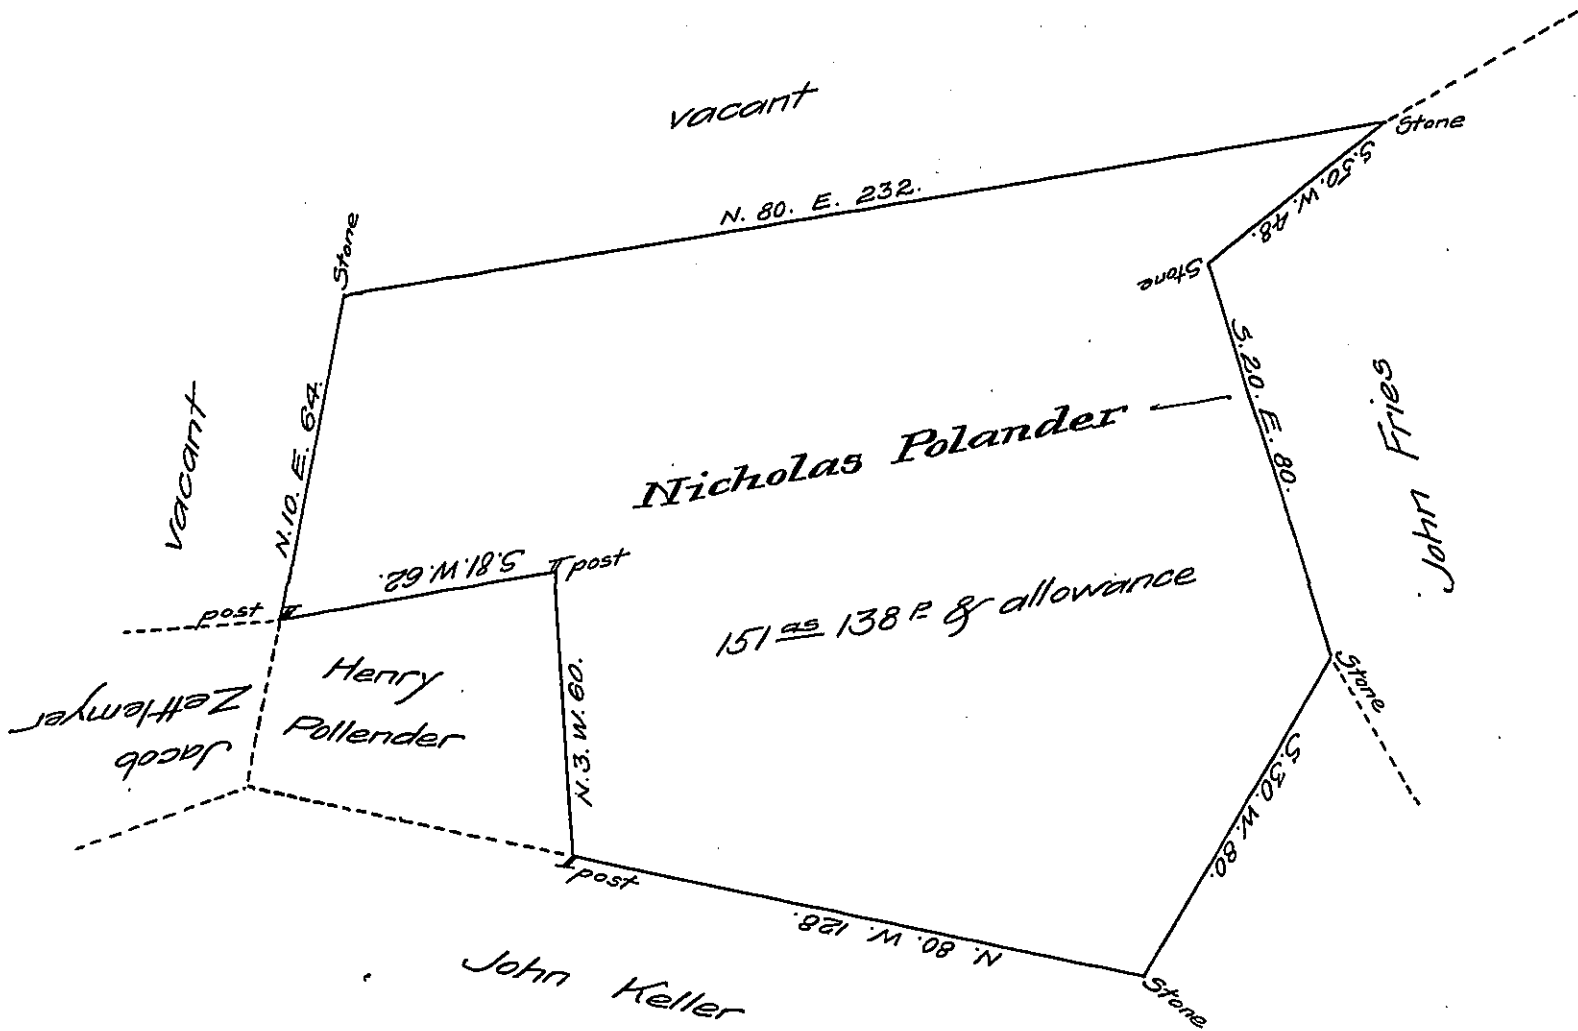 vacant
Stone
N. 80. E. 232.
S. 50. W. 48.
Stone
Stone
S. 20. E. 80.
John Fries
vacant
N. 10. E. 64.
Nicholas Polander
151 as 138 P & allowance
post
S. 81. W. 62.
post
Henry
Pollender
Jacob
Zettlemyer
N. 3. W. 60.
Stone
S. 30. W. 80.
post
N. 80. W. 128.
Stone
John Keller